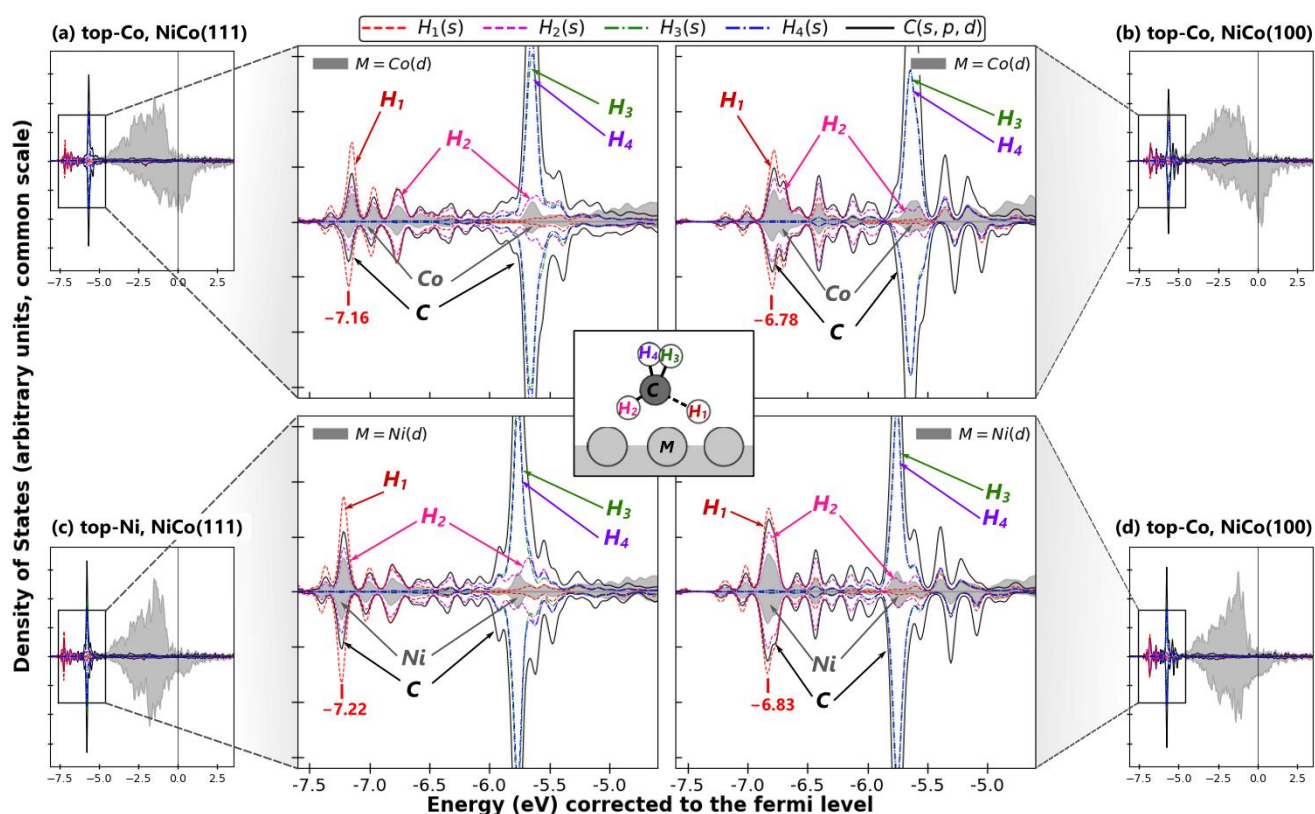 H₁(s) H₂(s) H₃(s) H₄(s) C(s, p, d)
(a) top-Co, NiCo(111)
(b) top-Co, NiCo(100)
M = Co(d)
M = Co(d)
H₁
H₃
H₄
H₂
Co
C
−7.16
H₁
H₃
H₄
H₂
Co
C
−6.78
−7.5 −5.0 −2.5 0.0 2.5
−7.5 −5.0 −2.5 0.0 2.5
H₄ H₃
C
H₂ H₁
M
Density of States (arbitrary units, common scale)
(c) top-Ni, NiCo(111)
(d) top-Co, NiCo(100)
M = Ni(d)
M = Ni(d)
H₁
H₂
H₃
H₄
Ni
C
−7.22
H₁
H₂
H₃
H₄
Ni
C
−6.83
−7.5 −5.0 −2.5 0.0 2.5
−7.5 −5.0 −2.5 0.0 2.5
-7.5 -7.0 -6.5 -6.0 -5.5 -5.0
-7.5 -7.0 -6.5 -6.0 -5.5 -5.0
Energy (eV) corrected to the fermi level